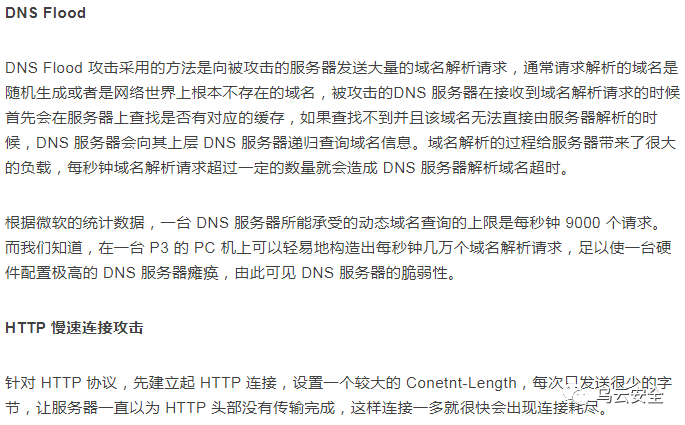 DNS Flood
DNS Flood 攻击采用的方法是向被攻击的服务器发送大量的域名解析请求，通常请求解析的域名是
随机生成或者是网络世界上根本不存在的域名，被攻击的DNS 服务器在接收到域名解析请求的时候
首先会在服务器上查找是否有对应的缓存，如果查找不到并且该域名无法直接由服务器解析的时
候，DNS 服务器会向其上层 DNS 服务器递归查询域名信息。域名解析的过程给服务器带来了很大
的负载，每秒钟域名解析请求超过一定的数量就会造成 DNS 服务器解析域名超时。
根据微软的统计数据，一台 DNS 服务器所能承受的动态域名查询的上限是每秒钟 9000 个请求。
而我们知道，在一台 P3 的 PC 机上可以轻易地构造出每秒钟几万个域名解析请求，足以使一台硬
件配置极高的 DNS 服务器瘫痪，由此可见 DNS 服务器的脆弱性。
HTTP 慢速连接攻击
针对 HTTP 协议，先建立起 HTTP 连接，设置一个较大的 Conetnt-Length，每次只发送很少的字
节，让服务器一直以为 HTTP 头部没有传输完成，这样连接一多就很快会出现连接耗尽。
乌云安全